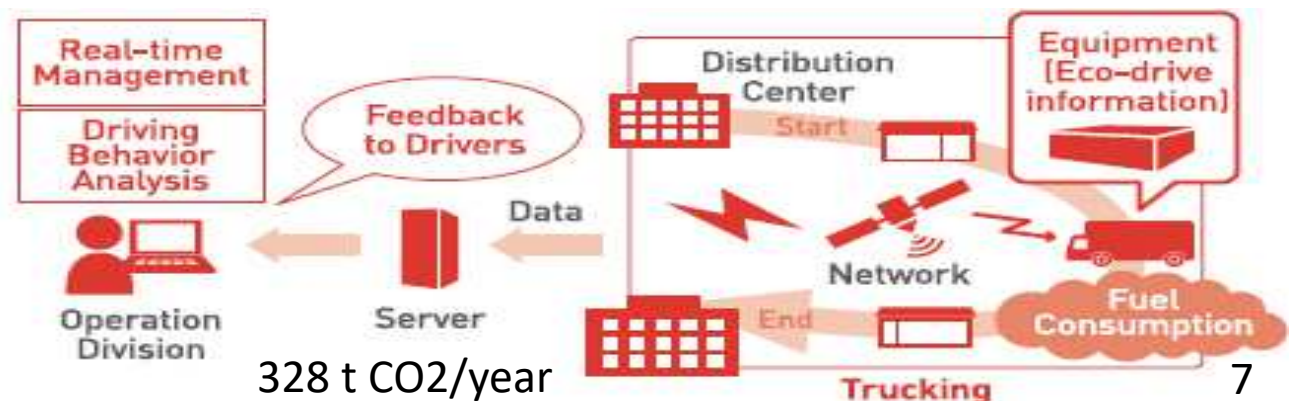 Real-time
Management
Driving
Behavior
Analysis
Feedback
to Drivers
Operation
Division
Server
Data
Distribution
Center
Start
Equipment
[Eco-drive
information]
Network
End
Fuel
Consumption
Trucking
328 t CO2/year
7